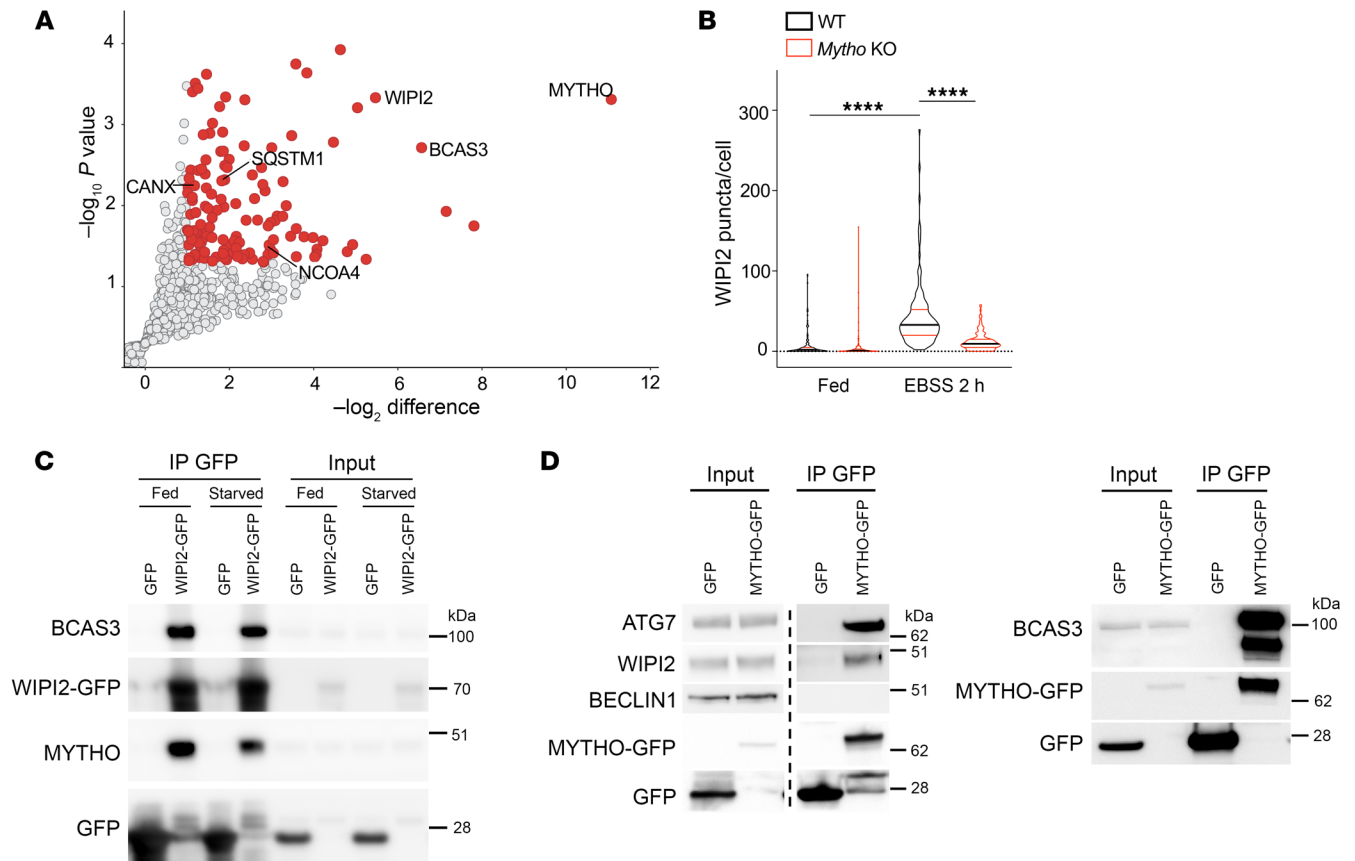 A
4
3
2
1
–log10 P value
MYTHO
WIPI2
BCAS3
SQSTM1
CANX
NCOA4
0 2 4 6 8 10 12
–log2 difference
B
WT
Mytho KO
****
****
300
200
100
0
WIPI2 puncta/cell
Fed EBSS 2 h
C
IP GFP Input
Fed Starved Fed Starved
GFP WIPI2-GFP GFP WIPI2-GFP GFP WIPI2-GFP GFP WIPI2-GFP
kDa
BCAS3 100
WIPI2-GFP 70
51
MYTHO
GFP 28
D
Input IP GFP
GFP MYTHO-GFP GFP MYTHO-GFP
kDa
ATG7 62
51
WIPI2
BECLIN1 51
MYTHO-GFP 62
GFP 28
Input IP GFP
GFP MYTHO-GFP GFP MYTHO-GFP
kDa
BCAS3 100
MYTHO-GFP 62
GFP 28